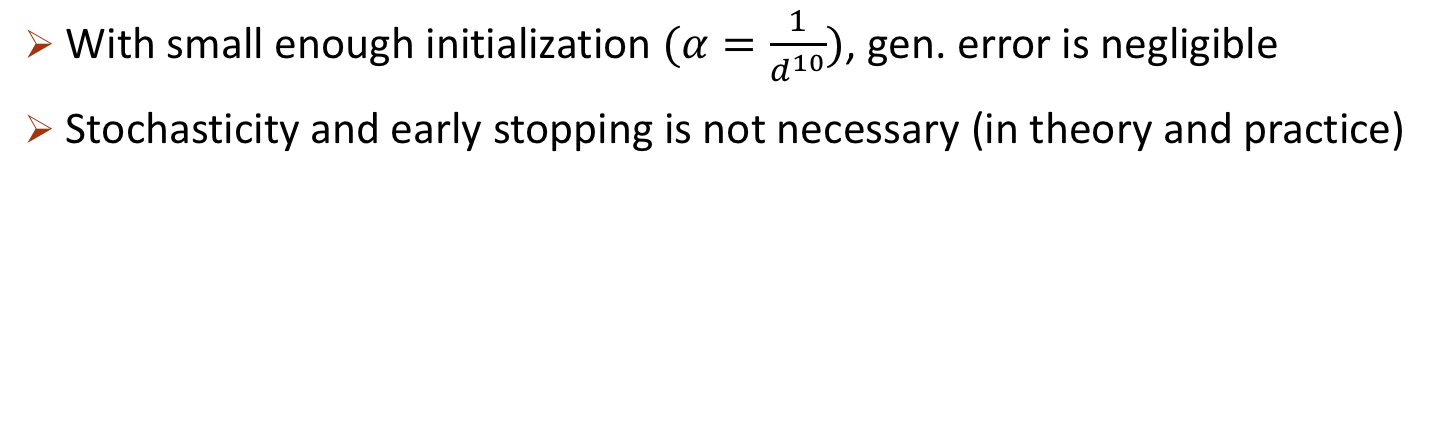 ➢ With small enough initialization (α = 1/d^10), gen. error is negligible
➢ Stochasticity and early stopping is not necessary (in theory and practice)